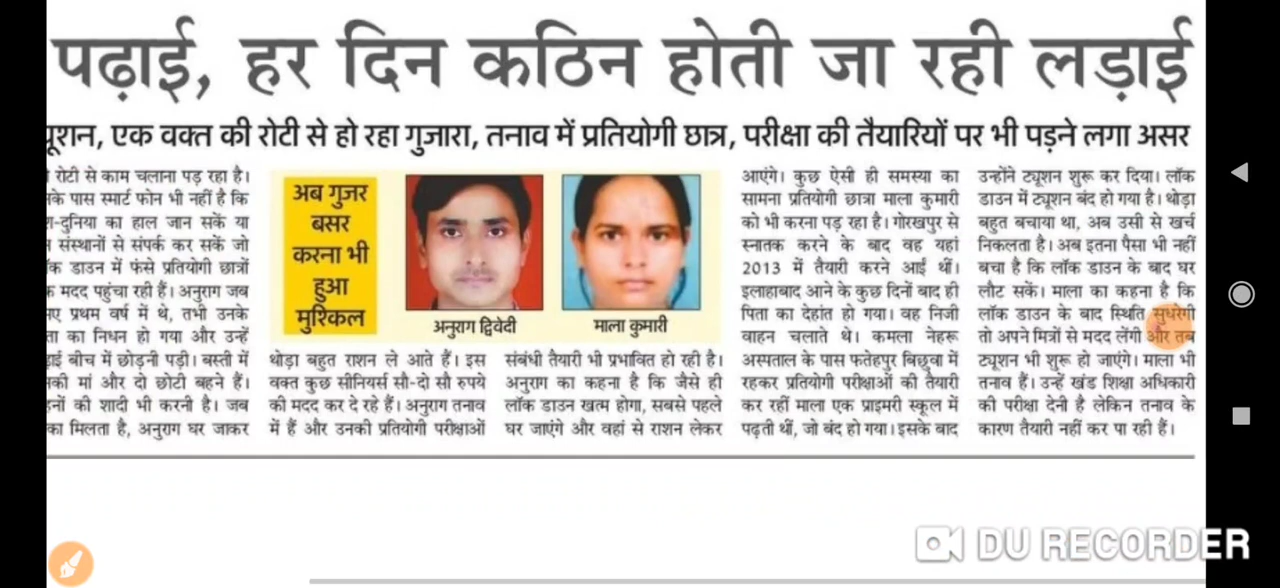 पढ़ाई, हर दिन कठिन होती जा रही लड़ाई
एक वक्त की रोटी से हो रहा गुजारा, तनाव में प्रतियोगी छात्र, परीक्षा की तैयारियों पर भी पड़ने लगा असर
रोटी से काम चलाना पड़ रहा है।
पास स्मार्ट फोन भी नहीं है कि
दुनिया का हाल जान सकें या
संस्थानों से संपर्क कर सकें जो
डाउन में फंसे प्रतियोगी छात्रों
मदद पहुंचा रही हैं। अनुराग जब
प्रथम वर्ष में थे, तभी उनके
का निधन हो गया और उन्हें
बीच में छोड़नी पड़ी। बस्ती में
मां और दो छोटी बहने हैं।
की शादी भी करनी है। जब
मिलता है, अनुराग घर जाकर
अब गुजर
बसर
करना भी
हुआ
मुश्किल
अनुराग द्विवेदी
माला कुमारी
थोड़ा बहुत राशन ले आते हैं। इस
वक्त कुछ सीनियर्स सौ-दो सौ रुपये
की मदद कर दे रहे हैं। अनुराग तनाव
में हैं और उनकी प्रतियोगी परीक्षाओं
संबंधी तैयारी भी प्रभावित हो रही है।
अनुराग का कहना है कि जैसे ही
लॉक डाउन खत्म होगा, सबसे पहले
घर जाएंगे और वहां से राशन लेकर
आएंगे। कुछ ऐसी ही समस्या का
सामना प्रतियोगी छात्रा माला कुमारी
को भी करना पड़ रहा है। गोरखपुर से
स्नातक करने के बाद वह यहां
2013 में तैयारी करने आई थीं।
इलाहाबाद आने के कुछ दिनों बाद ही
पिता का देहांत हो गया। वह निजी
वाहन चलाते थे। कमला नेहरू
अस्पताल के पास फतेहपुर बिछुवा में
रहकर प्रतियोगी परीक्षाओं की तैयारी
कर रहीं माला एक प्राइमरी स्कूल में
पढ़ती थीं, जो बंद हो गया। इसके बाद
उन्होंने ट्यूशन शुरू कर दिया। लॉक
डाउन में ट्यूशन बंद हो गया है। थोड़ा
बहुत बचाया था, अब उसी से खर्च
निकलता है। अब इतना पैसा भी नहीं
बचा है कि लॉक डाउन के बाद घर
लौट सकें। माला का कहना है कि
लॉक डाउन के बाद स्थिति सुधरेगी
तो अपने मित्रों से मदद लेंगी और तब
ट्यूशन भी शुरू हो जाएंगे। माला भी
तनाव हैं। उन्हें खंड शिक्षा अधिकारी
की परीक्षा देनी है लेकिन तनाव के
कारण तैयारी नहीं कर पा रही हैं।
DU RECORDER